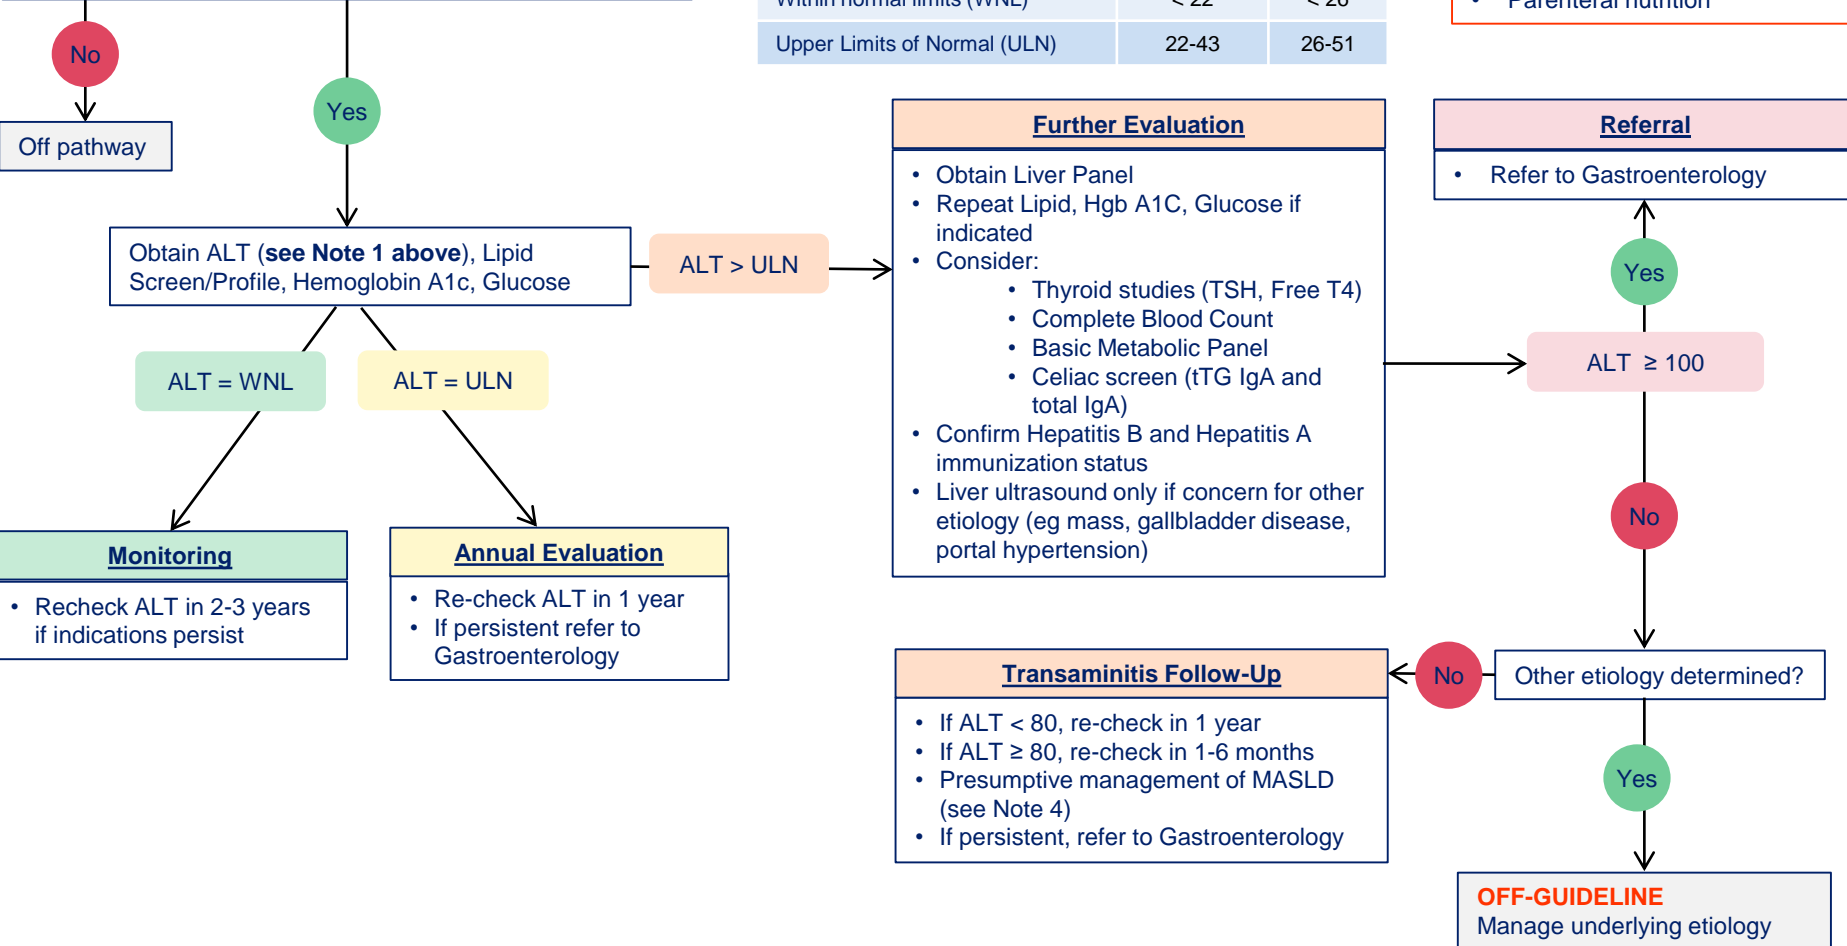 Within normal limits (WNL) < 22 < 26
Upper Limits of Normal (ULN) 22-43 26-51
• Parenteral nutrition
No
Off pathway
Yes
Obtain ALT (see Note 1 above), Lipid
Screen/Profile, Hemoglobin A1c, Glucose
ALT > ULN
ALT = WNL
ALT = ULN
Monitoring
• Recheck ALT in 2-3 years
if indications persist
Annual Evaluation
• Re-check ALT in 1 year
• If persistent refer to
Gastroenterology
Further Evaluation
• Obtain Liver Panel
• Repeat Lipid, Hgb A1C, Glucose if
indicated
• Consider:
• Thyroid studies (TSH, Free T4)
• Complete Blood Count
• Basic Metabolic Panel
• Celiac screen (tTG IgA and
total IgA)
• Confirm Hepatitis B and Hepatitis A
immunization status
• Liver ultrasound only if concern for other
etiology (eg mass, gallbladder disease,
portal hypertension)
Referral
• Refer to Gastroenterology
Yes
ALT ≥ 100
No
Other etiology determined?
No
Transaminitis Follow-Up
• If ALT < 80, re-check in 1 year
• If ALT ≥ 80, re-check in 1-6 months
• Presumptive management of MASLD
(see Note 4)
• If persistent, refer to Gastroenterology
Yes
OFF-GUIDELINE
Manage underlying etiology